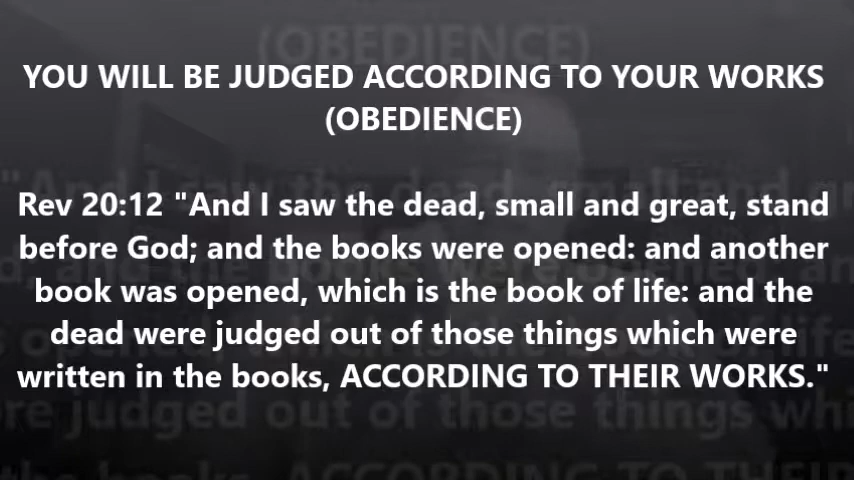 YOU WILL BE JUDGED ACCORDING TO YOUR WORKS
(OBEDIENCE)
Rev 20:12 "And I saw the dead, small and great, stand
before God; and the books were opened: and another
book was opened, which is the book of life: and the
dead were judged out of those things which were
written in the books, ACCORDING TO THEIR WORKS."